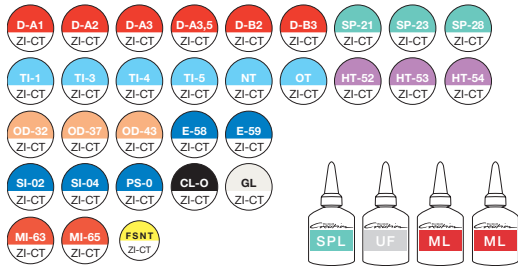 D-A1 D-A2 D-A3 D-A3,5 D-B2 D-B3 SP-21 SP-23 SP-28
ZI-CT ZI-CT ZI-CT ZI-CT ZI-CT ZI-CT ZI-CT ZI-CT ZI-CT
TI-1 TI-3 TI-4 TI-5 NT OT HT-52 HT-53 HT-54
ZI-CT ZI-CT ZI-CT ZI-CT ZI-CT ZI-CT ZI-CT ZI-CT ZI-CT
OD-32 OD-37 OD-43 E-58 E-59
ZI-CT ZI-CT ZI-CT ZI-CT ZI-CT
SI-02 SI-04 PS-0 CL-O GL
ZI-CT ZI-CT ZI-CT ZI-CT ZI-CT
MI-63 MI-65 FSNT
ZI-CT ZI-CT ZI-CT
SPL UF ML ML